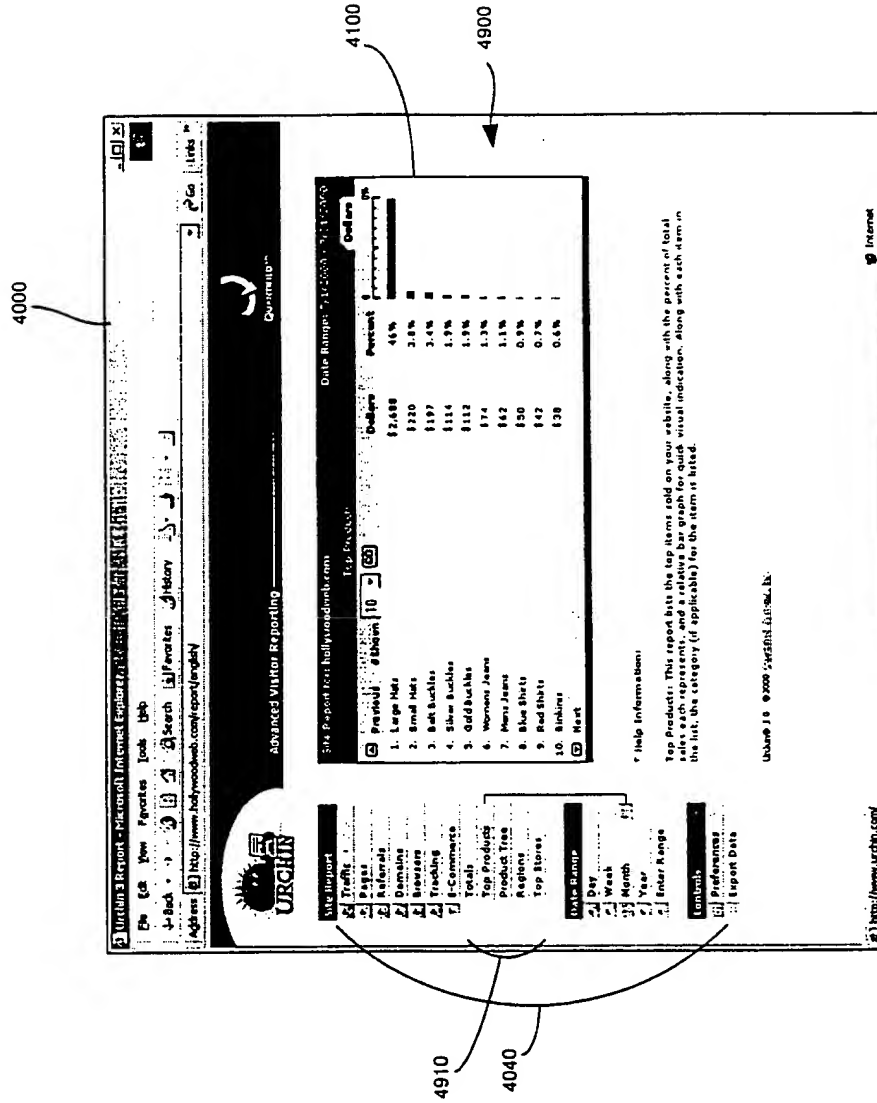 4000
4100
4900
4910
4040
Urchin 3 Report - Microsoft Internet Explorer
File Edit View Favorites Tools Help
Back Search Favorites History
Address http://www.hollywoodweb.com/report/english/ Go Links »
URCHIN
Advanced Visitor Reporting
Site Report
Traffic
Pages
Referrals
Domains
Browsers
Tracking
E-Commerce
Totals
Top Products
Product Tree
Regions
Top Stores
Date Range
Day
Week
Month
Year
Enter Range
Controls
Preferences
Export Data
Site Report for: hollywoodweb.com Date Range:
Top Products Dollars
Previous # Shown 10 GO Dollars Percent 0
1. Large Hats $2,688 46%
2. Small Hats $220 3.8%
3. Belt Buckles $197 3.4%
4. Silver Buckles $114 1.9%
5. Gold Buckles $112 1.9%
6. Womens Jeans $74 1.3%
7. Mens Jeans $62 1.1%
8. Blue Shirts $50 0.9%
9. Red Shirts $42 0.7%
10. $38 0.6%
Next
Help Information:
Top Products: This report lists the top items sold on your website, along with the percent of total
sales each represents, and a relative bar graph for quick visual indication. Along with each item in
the list, the category (if applicable) for the item is listed.
©2000
http://www.urchin.com/ Internet